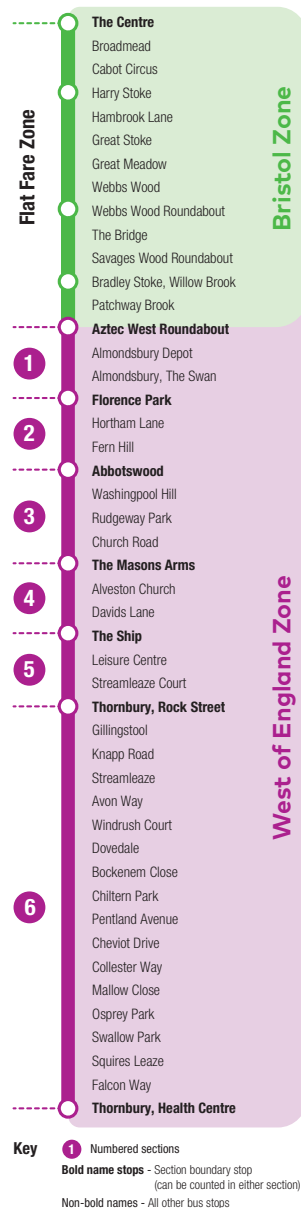 The Centre
Broadmead
Cabot Circus
Harry Stoke
Hambrook Lane
Great Stoke
Great Meadow
Webbs Wood
Webbs Wood Roundabout
The Bridge
Savages Wood Roundabout
Bradley Stoke, Willow Brook
Patchway Brook
Flat Fare Zone
Bristol Zone
Aztec West Roundabout
1
Almondsbury Depot
Almondsbury, The Swan
Florence Park
2
Hortham Lane
Fern Hill
Abbotswood
3
Washingpool Hill
Rudgeway Park
Church Road
The Masons Arms
4
Alveston Church
Davids Lane
The Ship
5
Leisure Centre
Streamleaze Court
Thornbury, Rock Street
6
Gillingstool
Knapp Road
Streamleaze
Avon Way
Windrush Court
Dovedale
Bockenem Close
Chiltern Park
Pentland Avenue
Cheviot Drive
Collester Way
Mallow Close
Osprey Park
Swallow Park
Squires Leaze
Falcon Way
Thornbury, Health Centre
West of England Zone
Key
1 Numbered sections
Bold name stops - Section boundary stop
(can be counted in either section)
Non-bold names - All other bus stops